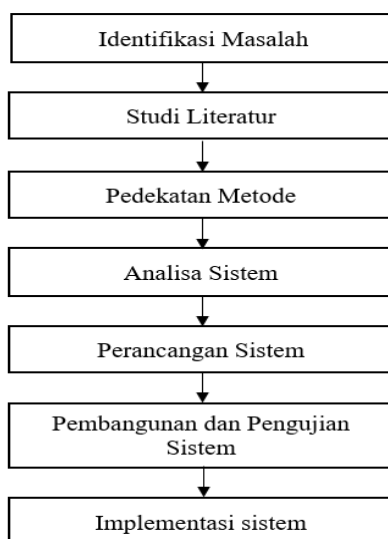 Identifikasi Masalah
Studi Literatur
Pedekatan Metode
Analisa Sistem
Perancangan Sistem
Pembangunan dan Pengujian
Sistem
Implementasi sistem